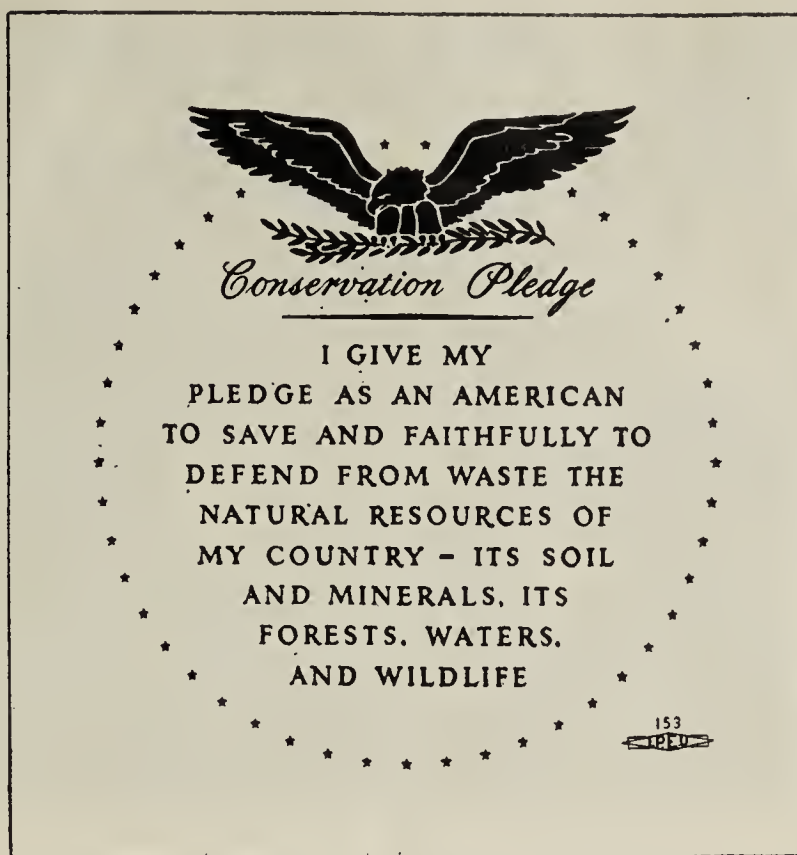 Conservation Pledge
I GIVE MY
PLEDGE AS AN AMERICAN
TO SAVE AND FAITHFULLY TO
DEFEND FROM WASTE THE
NATURAL RESOURCES OF
MY COUNTRY – ITS SOIL
AND MINERALS, ITS
FORESTS, WATERS,
AND WILDLIFE
153
I.P.E.U.